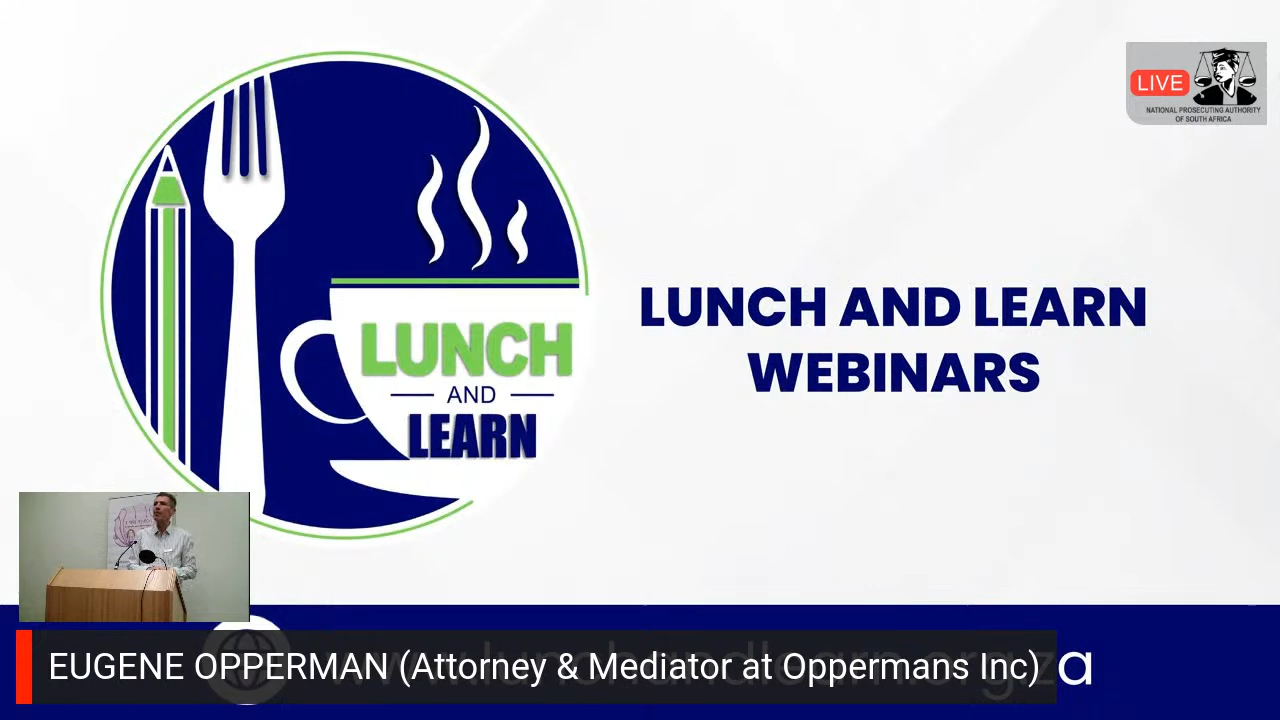 LIVE
NATIONAL PROSECUTING AUTHORITY
OF SOUTH AFRICA
LUNCH
AND
LEARN
LUNCH AND LEARN
WEBINARS
EUGENE OPPERMAN (Attorney & Mediator at Oppermans Inc)